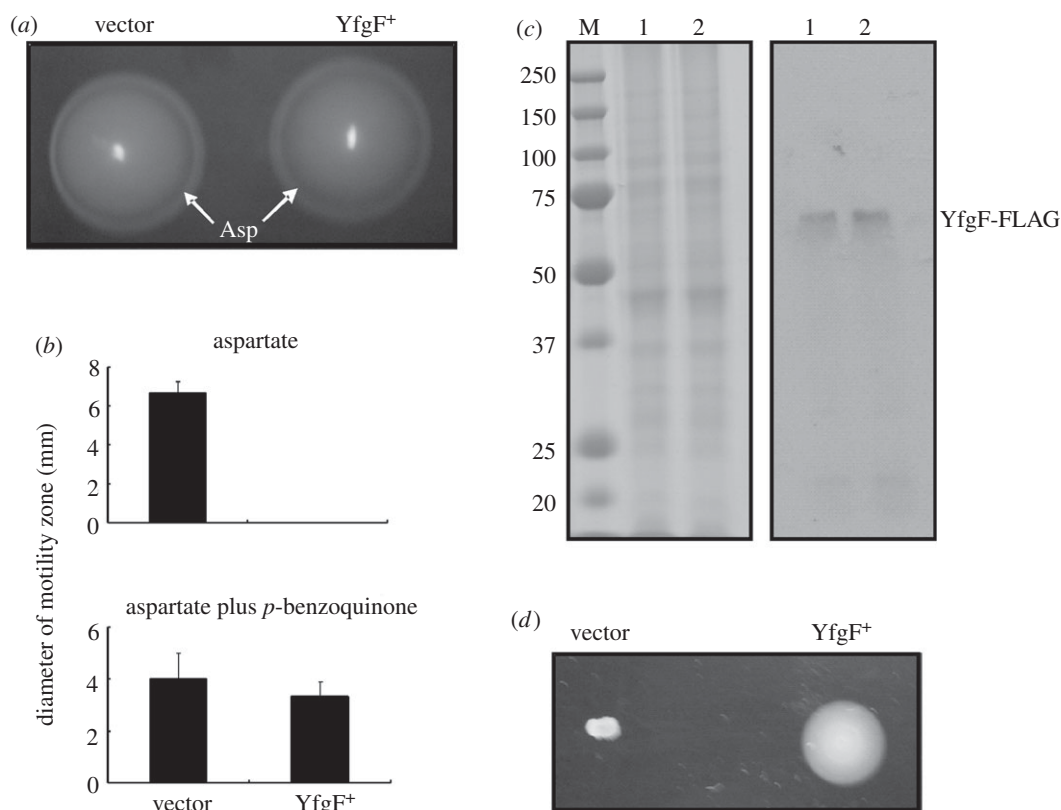 (a)
vector YfgF+
Asp
(b)
aspartate
8
6
4
2
0
diameter of motility zone (mm)
aspartate plus p-benzoquinone
6
4
2
0
vector YfgF+
(c)
M 1 2 1 2
250
150
100
75
50
37
25
20
YfgF-FLAG
(d)
vector YfgF+